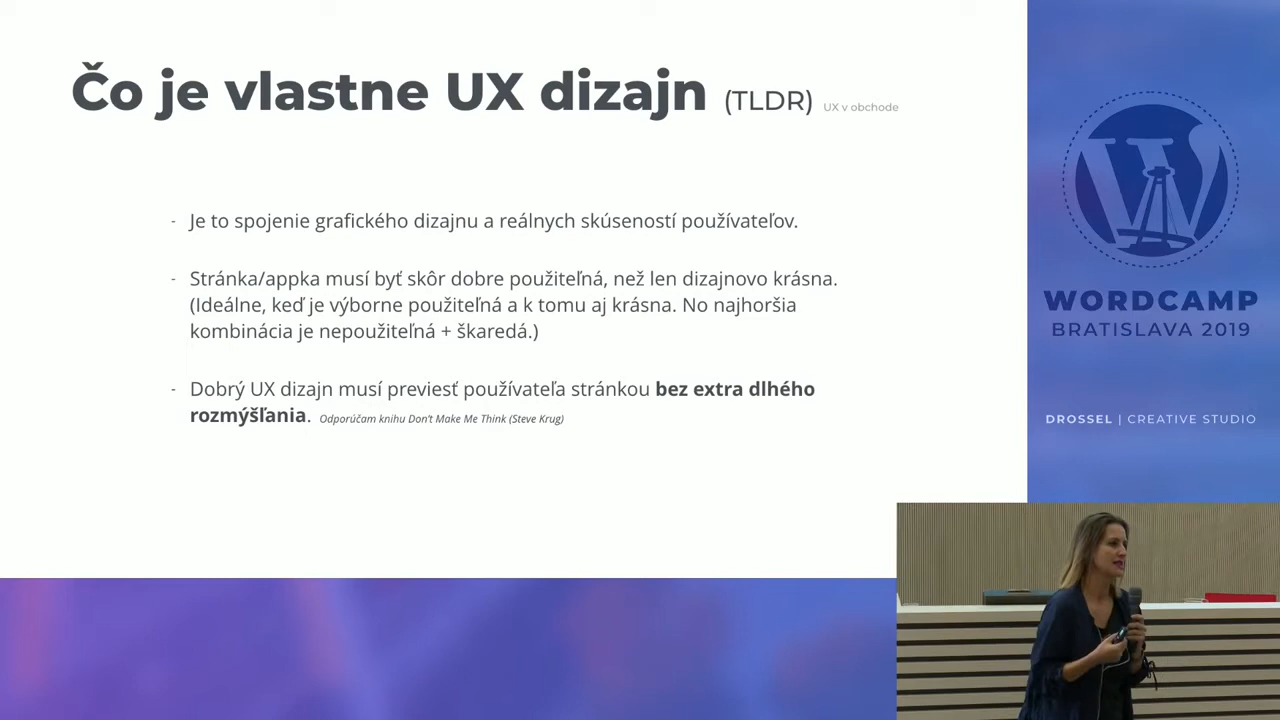 Čo je vlastne UX dizajn (TLDR) UX v obchode
- Je to spojenie grafického dizajnu a reálnych skúseností používateľov.
- Stránka/appka musí byť skôr dobre použiteľná, než len dizajnovo krásna.
(Ideálne, keď je výborne použiteľná a k tomu aj krásna. No najhoršia
kombinácia je nepoužiteľná + škaredá.)
- Dobrý UX dizajn musí previesť používateľa stránkou bez extra dlhého
rozmýšľania. Odporúčam knihu Don't Make Me Think (Steve Krug)
WORDCAMP
BRATISLAVA 2019
DROSSEL | CREATIVE STUDIO